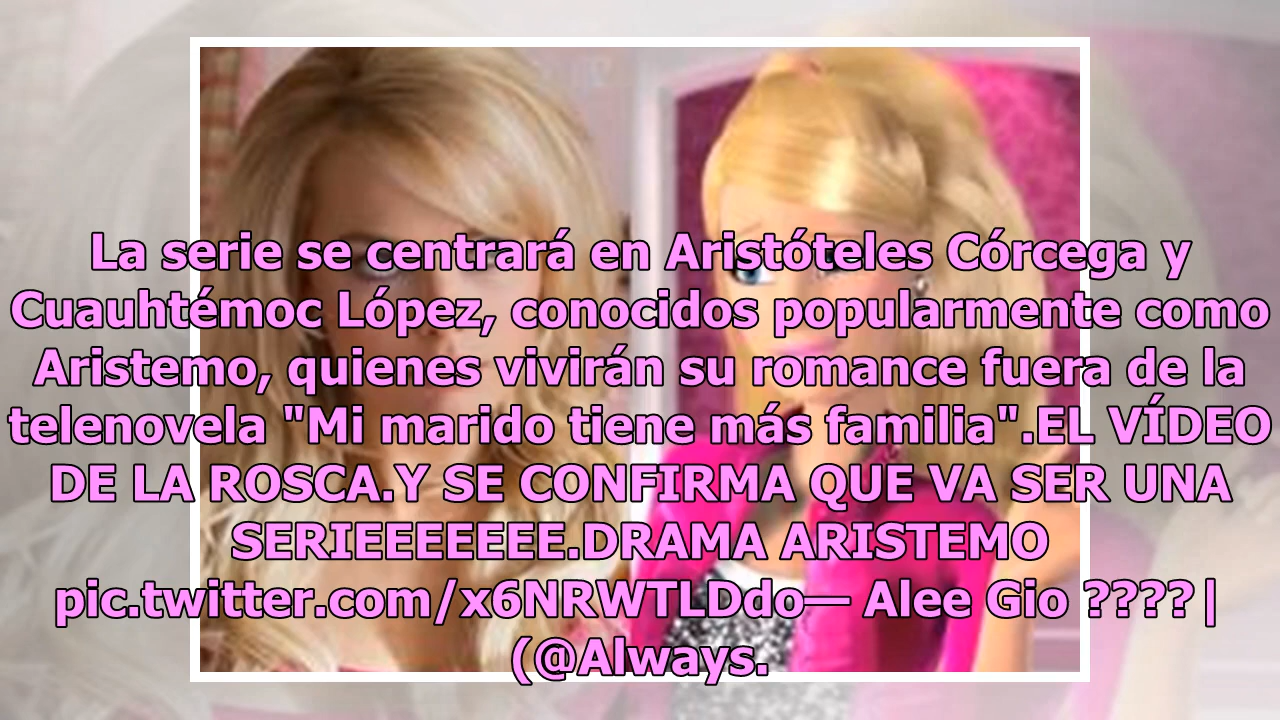 La serie se centrará en Aristóteles Córcega y
Cuauhtémoc López, conocidos popularmente como
Aristemo, quienes vivirán su romance fuera de la
telenovela "Mi marido tiene más familia".EL VÍDEO
DE LA ROSCA.Y SE CONFIRMA QUE VA SER UNA
SERIEEEEEEE.DRAMA ARISTEMO
pic.twitter.com/x6NRWTLDdo— Alee Gio ????|
(@Always.